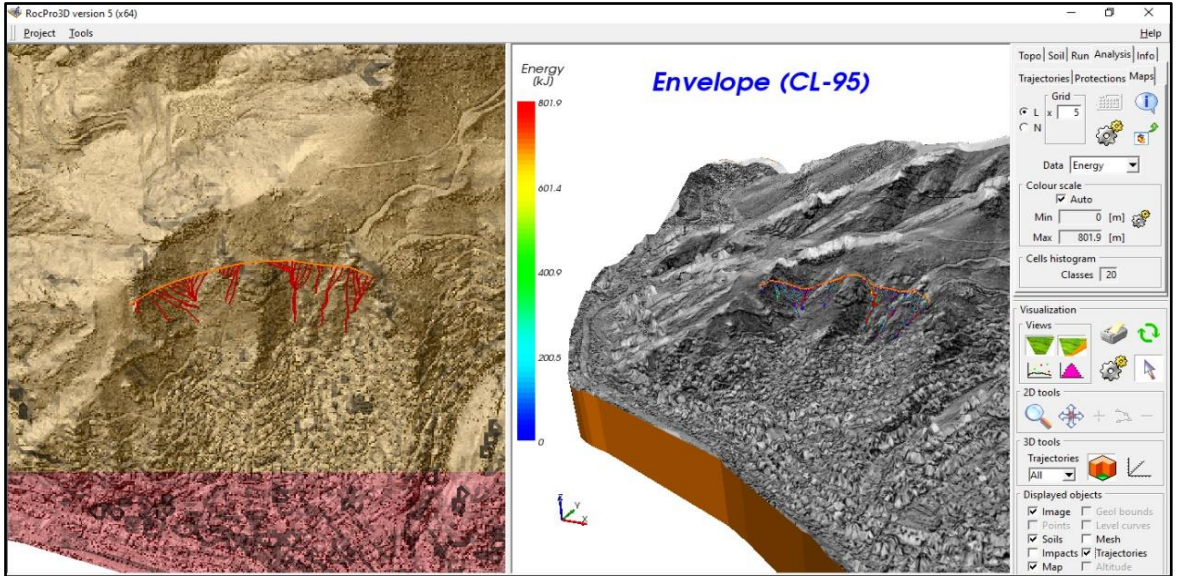 RocPro3D version 5 (x64)
Project Tools
Help
Energy
(kJ)
801.9
601.4
400.9
200.5
0
Envelope (CL-95)
Z
Y
X
Topo Soil Run Analysis Info
Trajectories Protections Maps
Grid
L x 5
N
Data Energy
Colour scale
Auto
Min 0 [m]
Max 801.9 [m]
Cells histogram
Classes 20
Visualization
Views
2D tools
3D tools
Trajectories
All
Displayed objects
Image Geol bounds
Points Level curves
Soils Mesh
Impacts Trajectories
Map Altitude